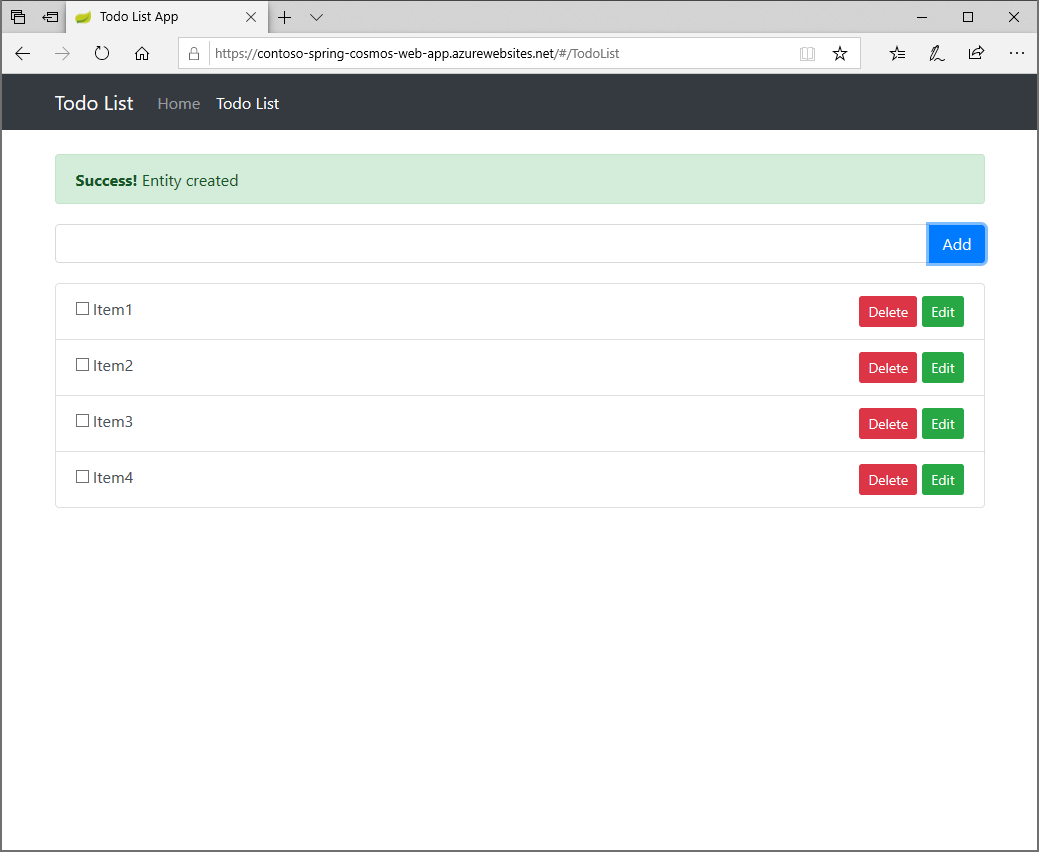 Todo List App
https://contoso-spring-cosmos-web-app.azurewebsites.net/#/TodoList
Todo List Home Todo List
Success! Entity created
Add
Item1 Delete Edit
Item2 Delete Edit
Item3 Delete Edit
Item4 Delete Edit